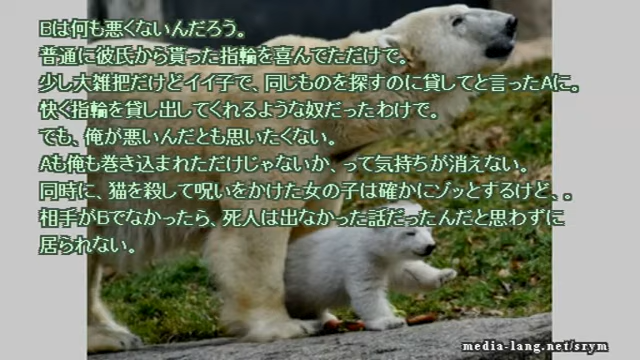 Bは何も悪くないんだろう。
普通に彼氏から貰った指輪を喜んでただけで。
少し大雑把だけどイイ子で、同じものを探すのに貸してと言ったAに。
快く指輪を貸し出してくれるような奴だったわけで。
でも、俺が悪いんだとも思いたくない。
Aも俺も巻き込まれただけじゃないか、って気持ちが消えない。
同時に、猫を殺して呪いをかけた女の子は確かにゾッとするけど、。
相手がBでなかったら、死人は出なかった話だったんだと思わずに
居られない。
media-lang.net/srym